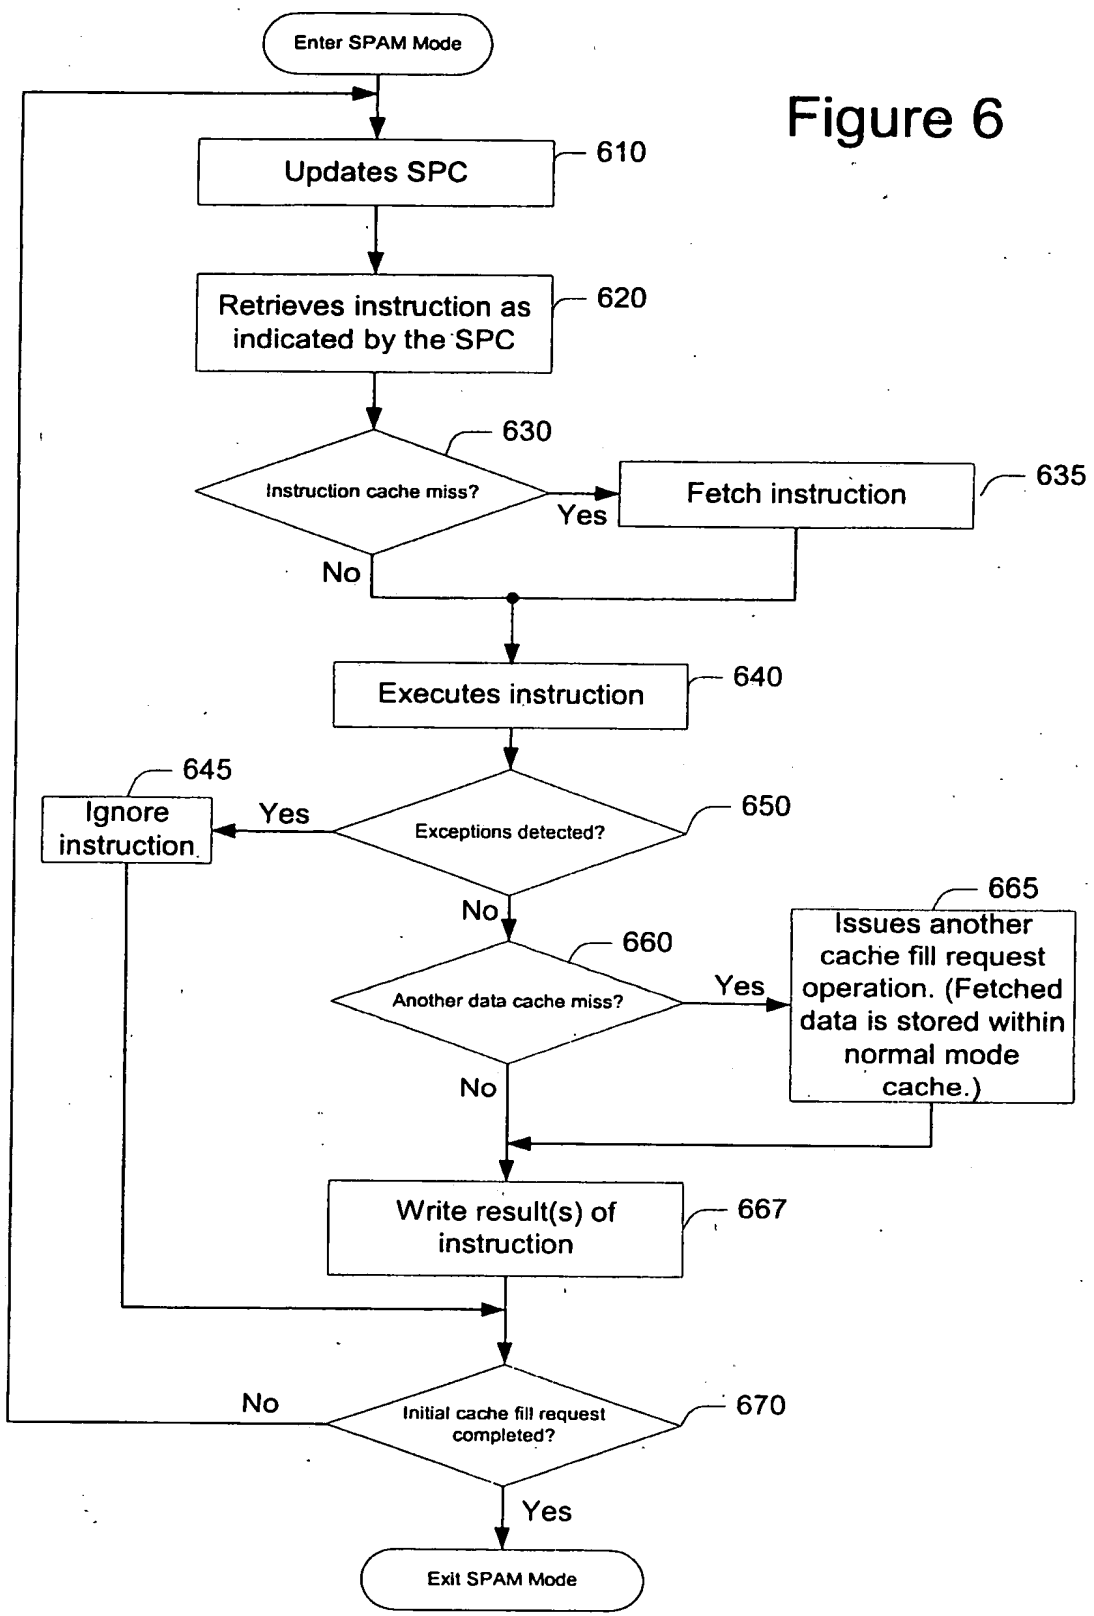 Enter SPAM Mode
Figure 6
Updates SPC
610
Retrieves instruction as
indicated by the SPC
620
630
Instruction cache miss?
Yes
Fetch instruction
635
No
Executes instruction
640
645
Ignore
instruction
Yes
Exceptions detected?
650
No
660
Another data cache miss?
Yes
665
Issues another
cache fill request
operation. (Fetched
data is stored within
normal mode
cache.)
No
Write result(s) of
instruction
667
No
Initial cache fill request
completed?
670
Yes
Exit SPAM Mode